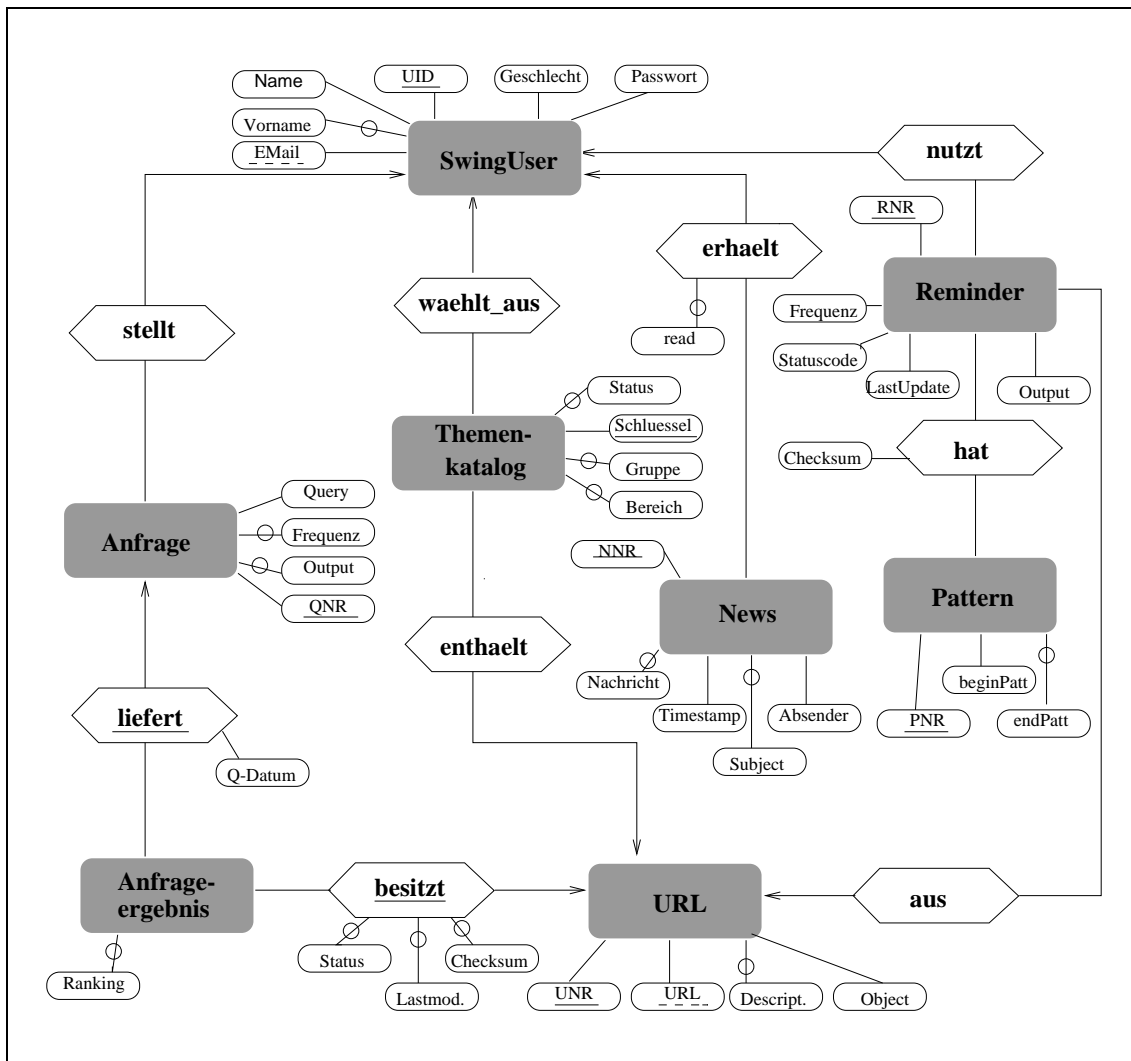 Name
UID
Geschlecht
Passwort
Vorname
EMail
SwingUser
nutzt
RNR
erhaelt
Reminder
waehlt_aus
stellt
read
Frequenz
Statuscode
LastUpdate
Output
Status
Themen-
katalog
Schluessel
Gruppe
Bereich
Checksum
hat
Query
Anfrage
Frequenz
Output
QNR
NNR
News
Pattern
enthaelt
Nachricht
beginPatt
Timestamp
Absender
PNR
endPatt
liefert
Subject
Q-Datum
Anfrage-
ergebnis
besitzt
URL
aus
Status
Checksum
Ranking
Lastmod.
UNR
URL
Descript.
Object